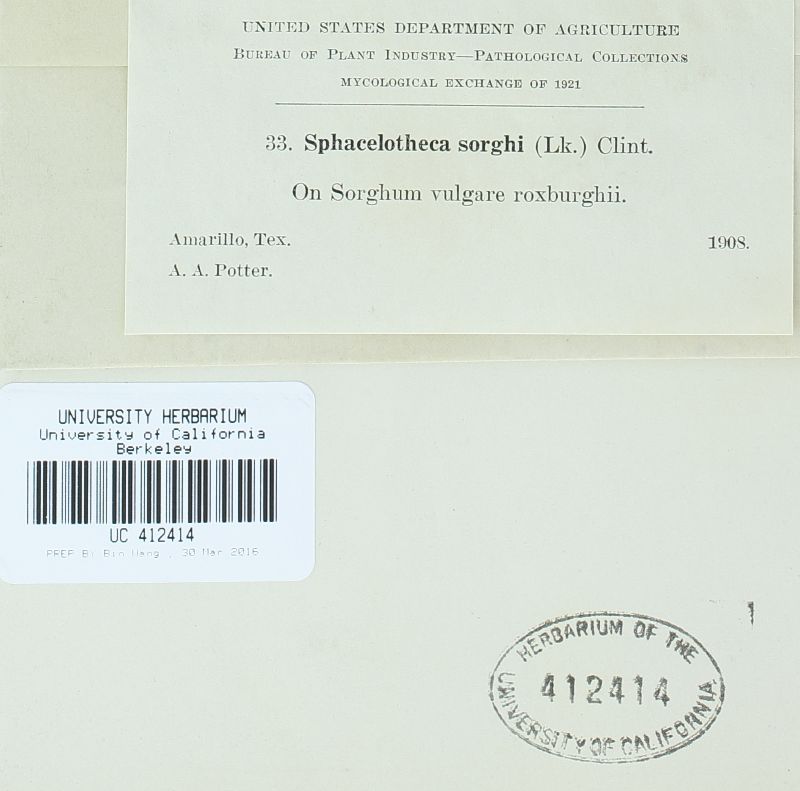 UNITED STATES DEPARTMENT OF AGRICULTURE
BUREAU OF PLANT INDUSTRY—PATHOLOGICAL COLLECTIONS
MYCOLOGICAL EXCHANGE OF 1921
33. Sphacelotheca sorghi (Lk.) Clint.
On Sorghum vulgare roxburghii.
Amarillo, Tex. 1908.
A. A. Potter.
UNIVERSITY HERBARIUM
University of California
Berkeley
UC 412414
PREP BY Bin Wang , 30 Mar 2016
1
HERBARIUM OF THE
412414
UNIVERSITY OF CALIFORNIA